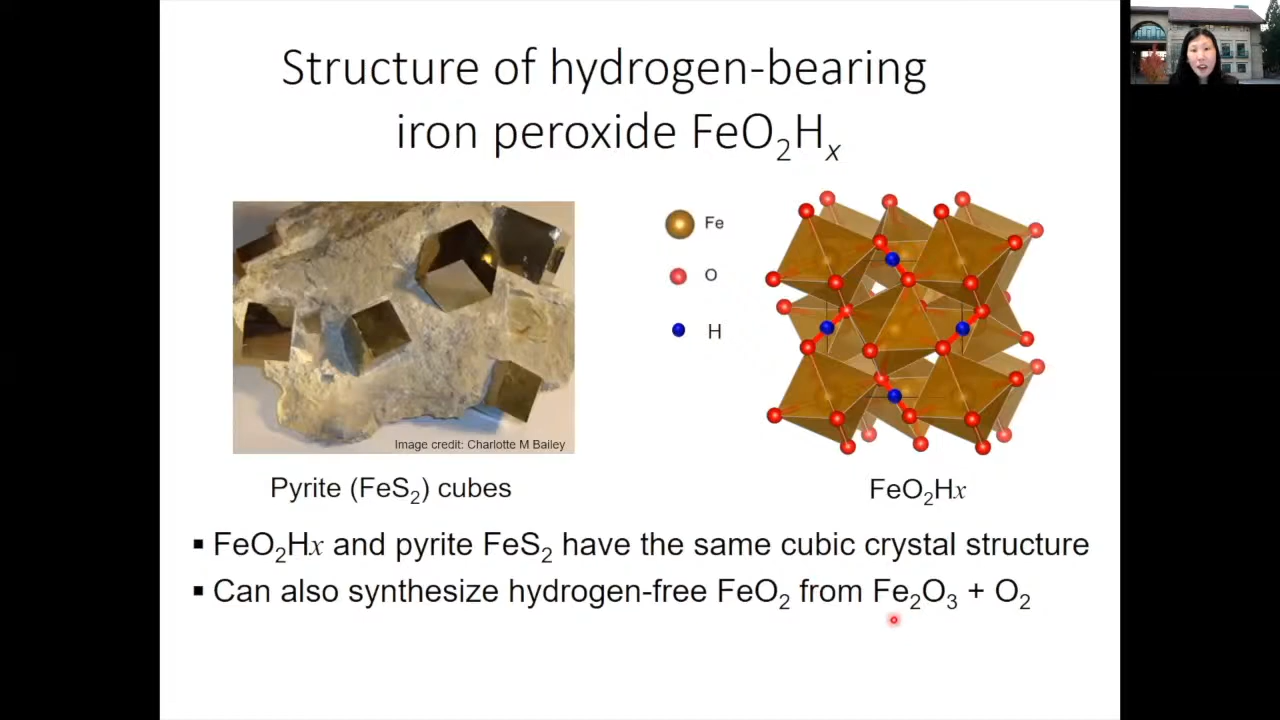 Structure of hydrogen-bearing
iron peroxide FeO₂Hₓ
Fe
O
H
Image credit: Charlotte M Bailey
Pyrite (FeS₂) cubes
FeO₂Hx
▪ FeO₂Hx and pyrite FeS₂ have the same cubic crystal structure
▪ Can also synthesize hydrogen-free FeO₂ from Fe₂O₃ + O₂